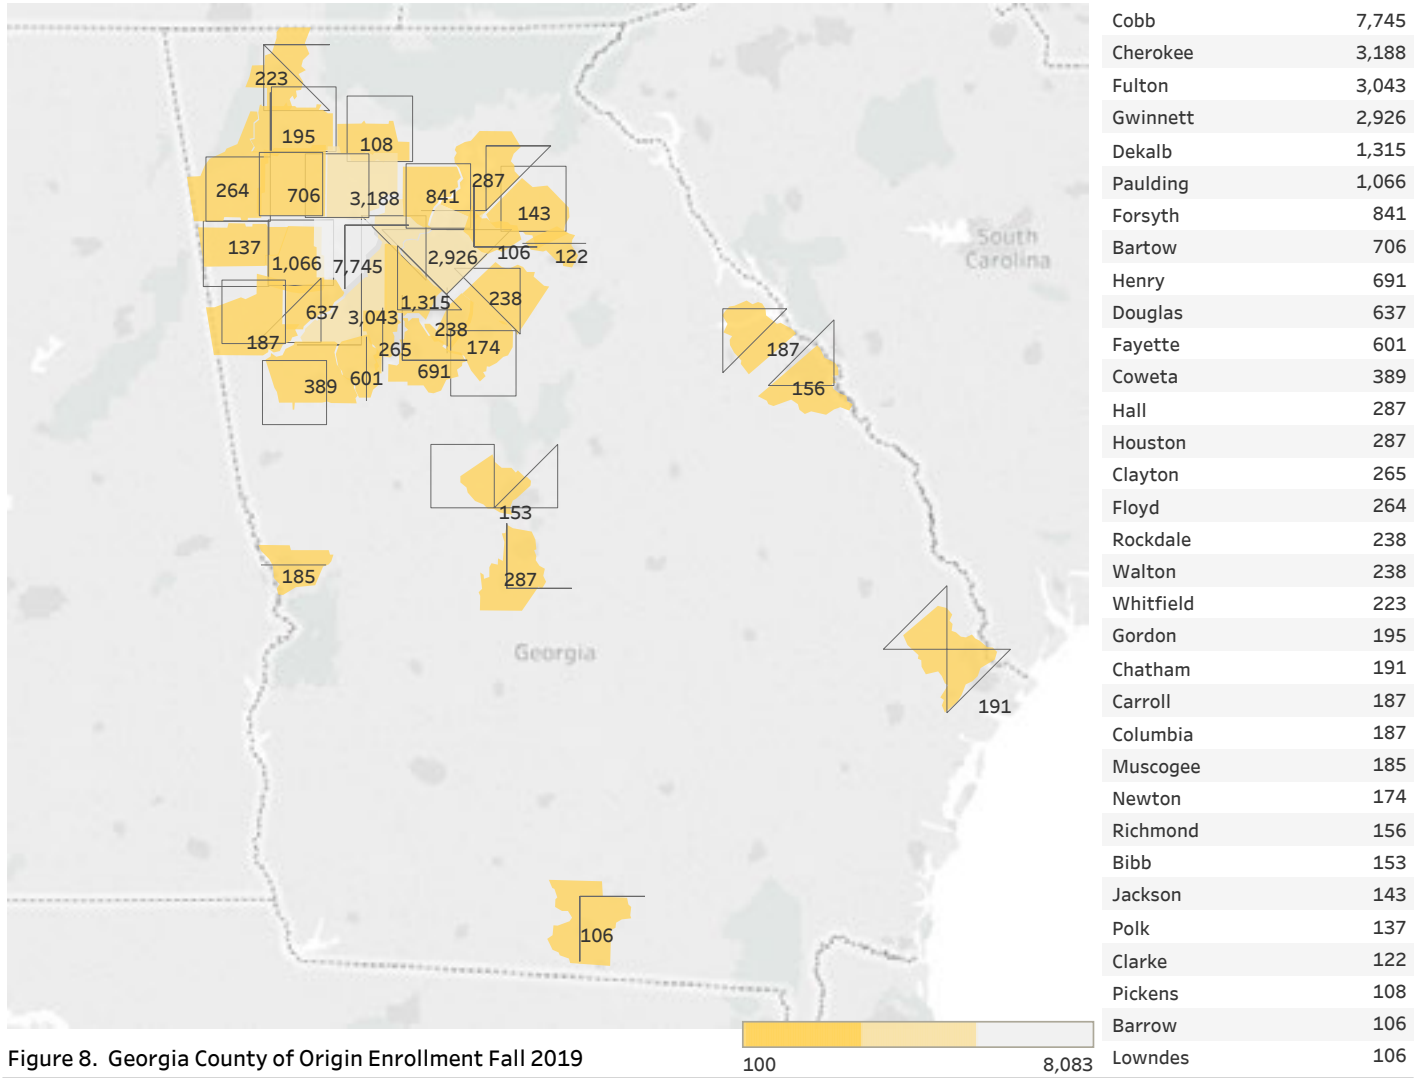 223
195
108
264
706
3,188
841
287
143
137
1,066
7,745
2,926
106
122
637
3,043
1,315
238
187
265
238
174
389
601
691
187
156
153
185
287
191
106
South
Carolina
Georgia
Cobb 7,745
Cherokee 3,188
Fulton 3,043
Gwinnett 2,926
Dekalb 1,315
Paulding 1,066
Forsyth 841
Bartow 706
Henry 691
Douglas 637
Fayette 601
Coweta 389
Hall 287
Houston 287
Clayton 265
Floyd 264
Rockdale 238
Walton 238
Whitfield 223
Gordon 195
Chatham 191
Carroll 187
Columbia 187
Muscogee 185
Newton 174
Richmond 156
Bibb 153
Jackson 143
Polk 137
Clarke 122
Pickens 108
Barrow 106
Lowndes 106
Figure 8. Georgia County of Origin Enrollment Fall 2019
100 8,083